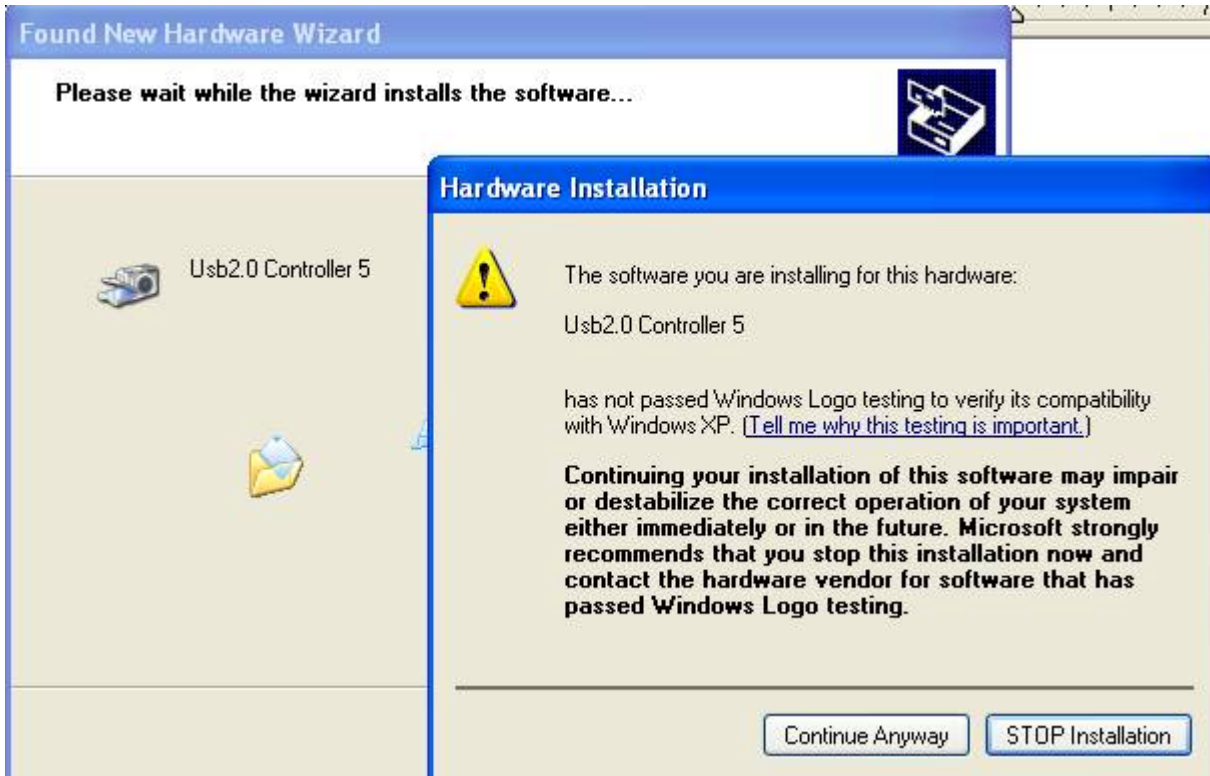 Found New Hardware Wizard
Please wait while the wizard installs the software...
Hardware Installation
Usb2.0 Controller 5
The software you are installing for this hardware:
Usb2.0 Controller 5
has not passed Windows Logo testing to verify its compatibility
with Windows XP. (Tell me why this testing is important.)
Continuing your installation of this software may impair
or destabilize the correct operation of your system
either immediately or in the future. Microsoft strongly
recommends that you stop this installation now and
contact the hardware vendor for software that has
passed Windows Logo testing.
Continue Anyway
STOP Installation